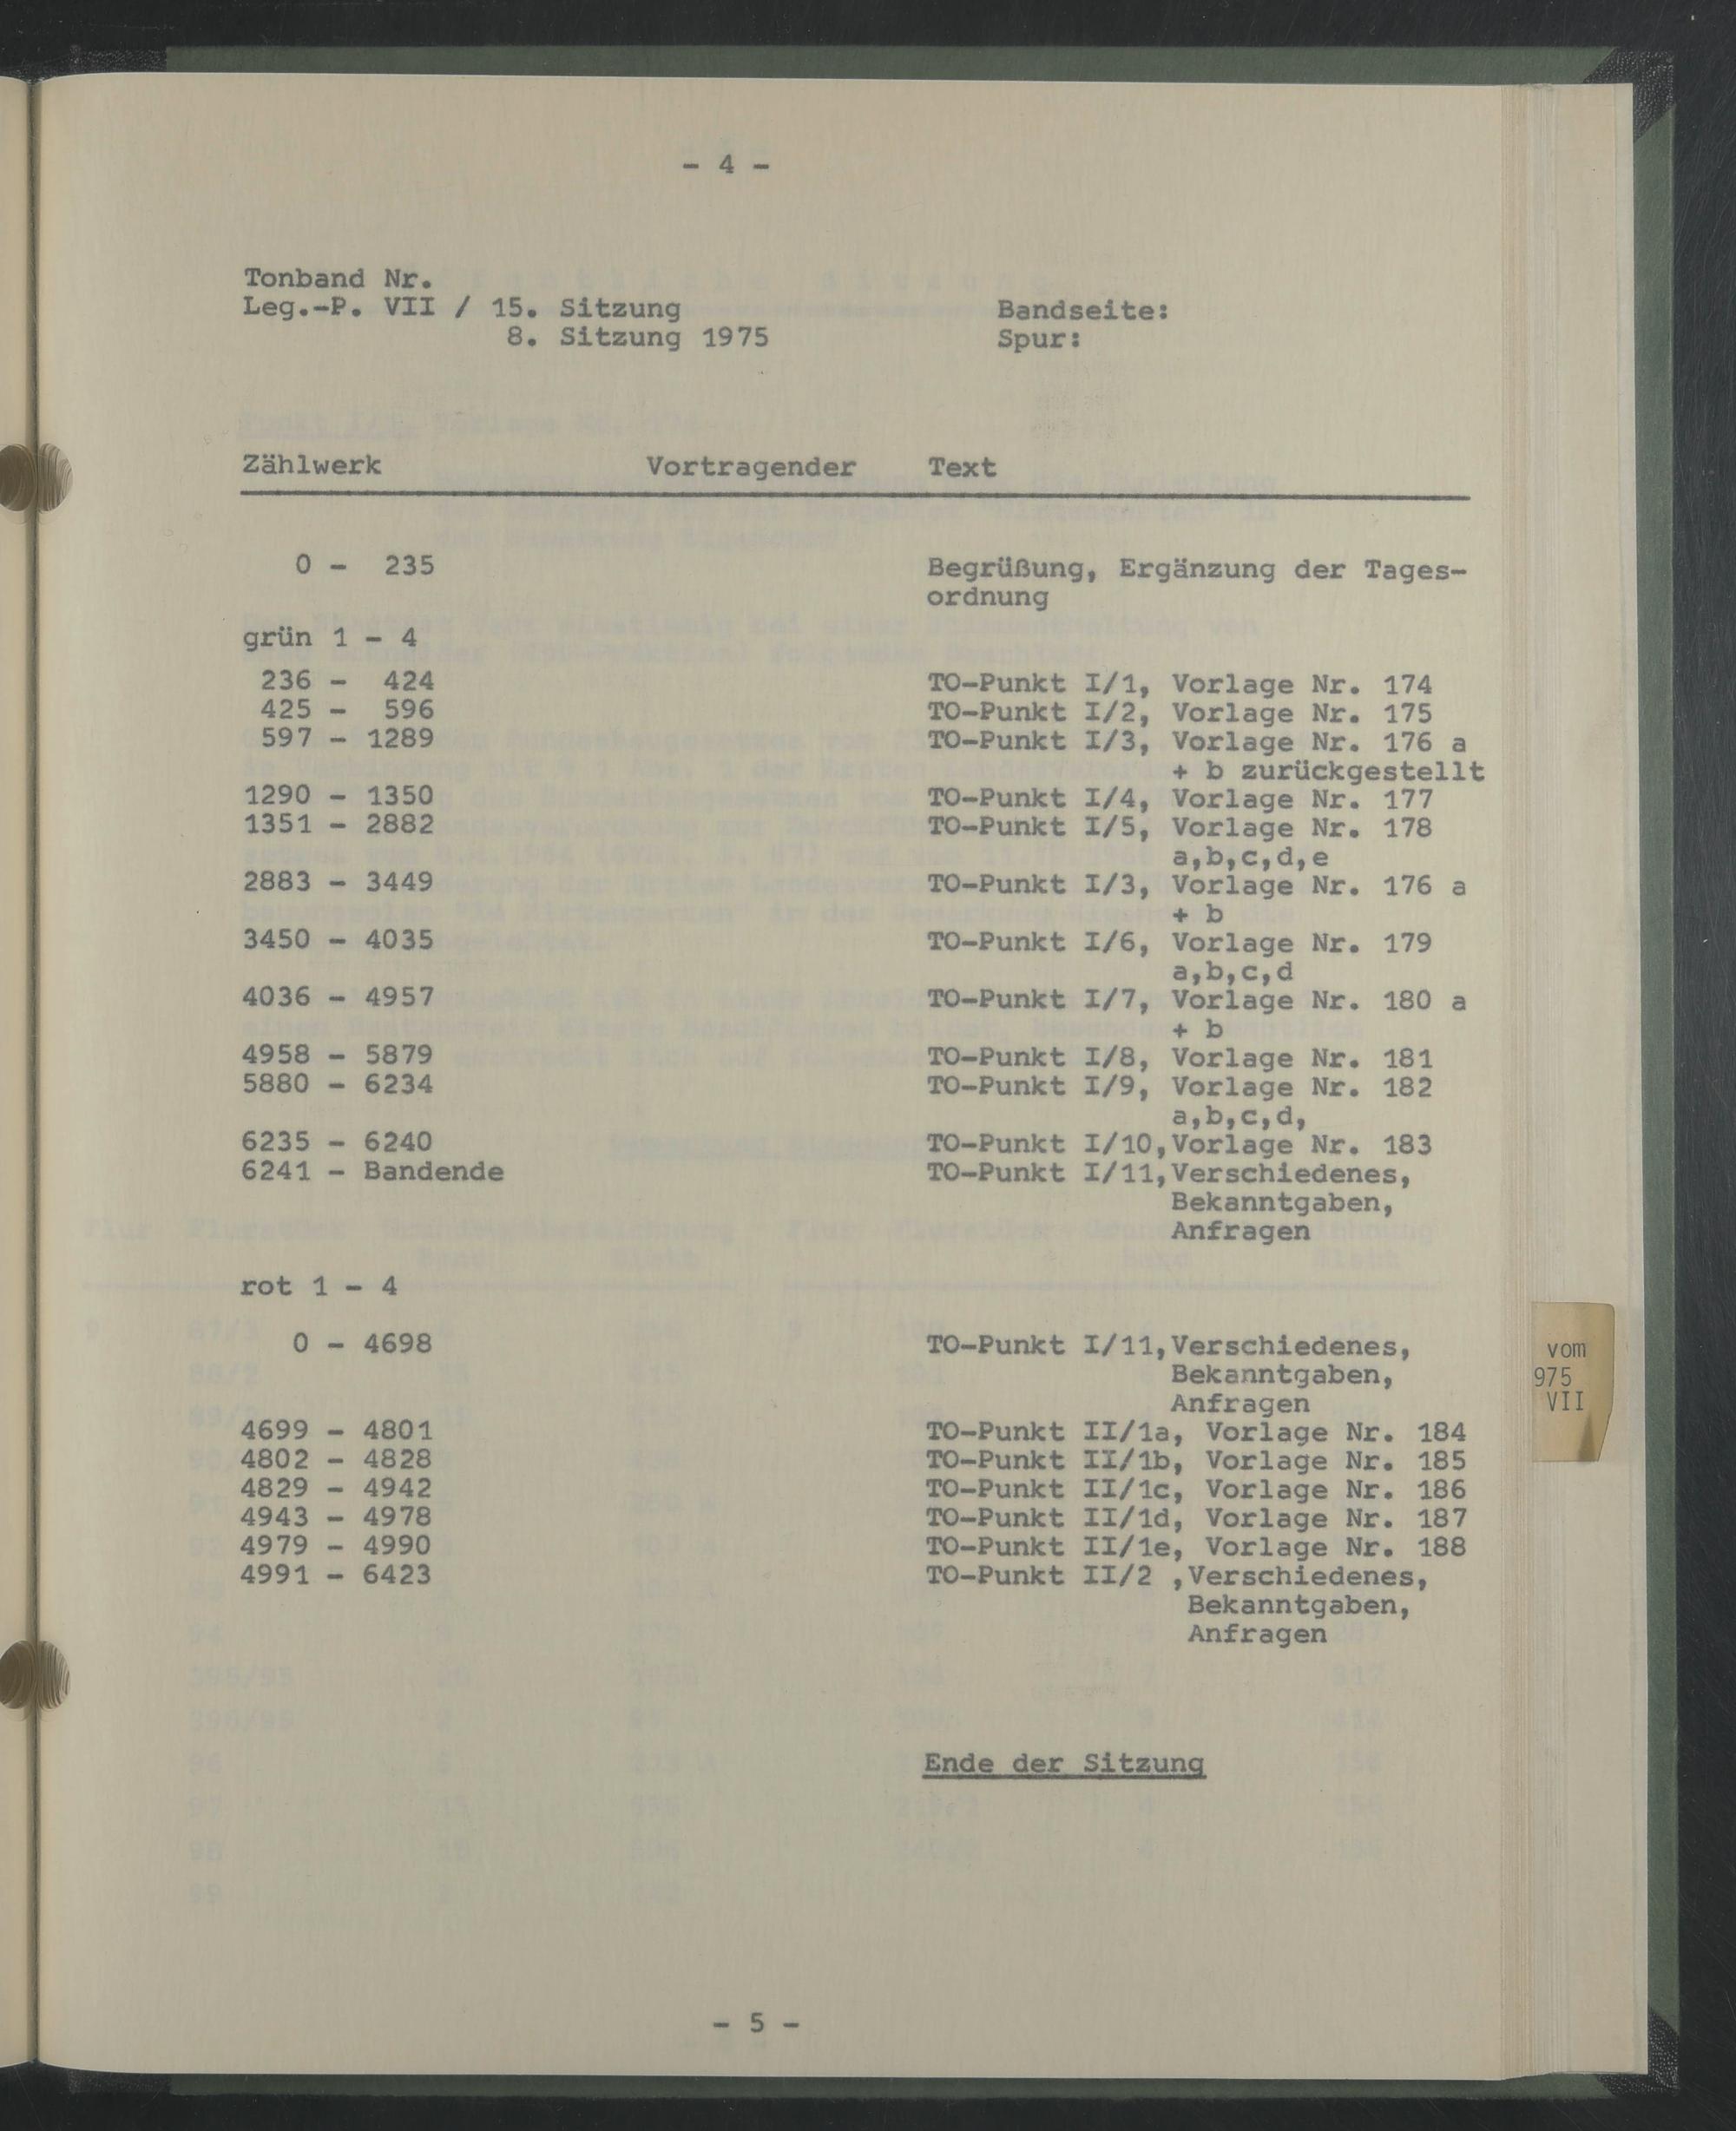 - 4 -
Tonband Nr.
Leg.-P. VII / 15. Sitzung Bandseite:
8. Sitzung 1975 Spur:
Zählwerk Vortragender Text
0 - 235 Begrüßung, Ergänzung der Tages-
ordnung
grün 1 - 4
236 - 424 TO-Punkt I/1, Vorlage Nr. 174
425 - 596 TO-Punkt I/2, Vorlage Nr. 175
597 - 1289 TO-Punkt I/3, Vorlage Nr. 176 a
+ b zurückgestellt
1290 - 1350 TO-Punkt I/4, Vorlage Nr. 177
1351 - 2882 TO-Punkt I/5, Vorlage Nr. 178
a,b,c,d,e
2883 - 3449 TO-Punkt I/3, Vorlage Nr. 176 a
+ b
3450 - 4035 TO-Punkt I/6, Vorlage Nr. 179
a,b,c,d
4036 - 4957 TO-Punkt I/7, Vorlage Nr. 180 a
+ b
4958 - 5879 TO-Punkt I/8, Vorlage Nr. 181
5880 - 6234 TO-Punkt I/9, Vorlage Nr. 182
a,b,c,d,
6235 - 6240 TO-Punkt I/10,Vorlage Nr. 183
6241 - Bandende TO-Punkt I/11,Verschiedenes,
Bekanntgaben,
Anfragen
rot 1 - 4
0 - 4698 TO-Punkt I/11,Verschiedenes,
Bekanntgaben,
Anfragen
4699 - 4801 TO-Punkt II/1a, Vorlage Nr. 184
4802 - 4828 TO-Punkt II/1b, Vorlage Nr. 185
4829 - 4942 TO-Punkt II/1c, Vorlage Nr. 186
4943 - 4978 TO-Punkt II/1d, Vorlage Nr. 187
4979 - 4990 TO-Punkt II/1e, Vorlage Nr. 188
4991 - 6423 TO-Punkt II/2 ,Verschiedenes,
Bekanntgaben,
Anfragen
Ende der Sitzung
- 5 -
vom
975
VII